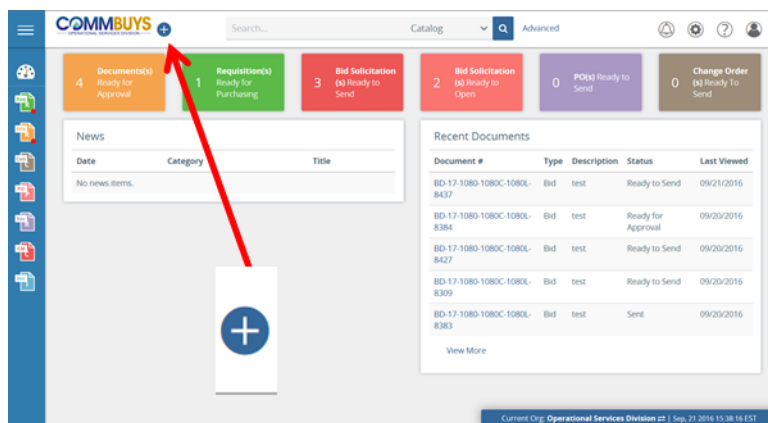 COMMBUYS
OPERATIONAL SERVICES DIVISION
Search...
Catalog
Advanced
4 Documents(s)
Ready for
Approval
1 Requisition(s)
Ready for
Purchasing
3 Bid Solicitation
(s) Ready to
Send
2 Bid Solicitation
(s) Ready to
Open
0 PO(s) Ready to
Send
0 Change Order
(s) Ready To
Send
News
Date Category Title
No news items.
Recent Documents
Document # Type Description Status Last Viewed
BD-17-1080-1080C-1080L- Bid test Ready to Send 09/21/2016
8437
BD-17-1080-1080C-1080L- Bid test Ready for 09/20/2016
8384 Approval
BD-17-1080-1080C-1080L- Bid test Ready to Send 09/20/2016
8427
BD-17-1080-1080C-1080L- Bid test Ready to Send 09/20/2016
8309
BD-17-1080-1080C-1080L- Bid test Sent 09/20/2016
8383
View More
Current Org: Operational Services Division | Sep, 21 2016 15:38:16 EST